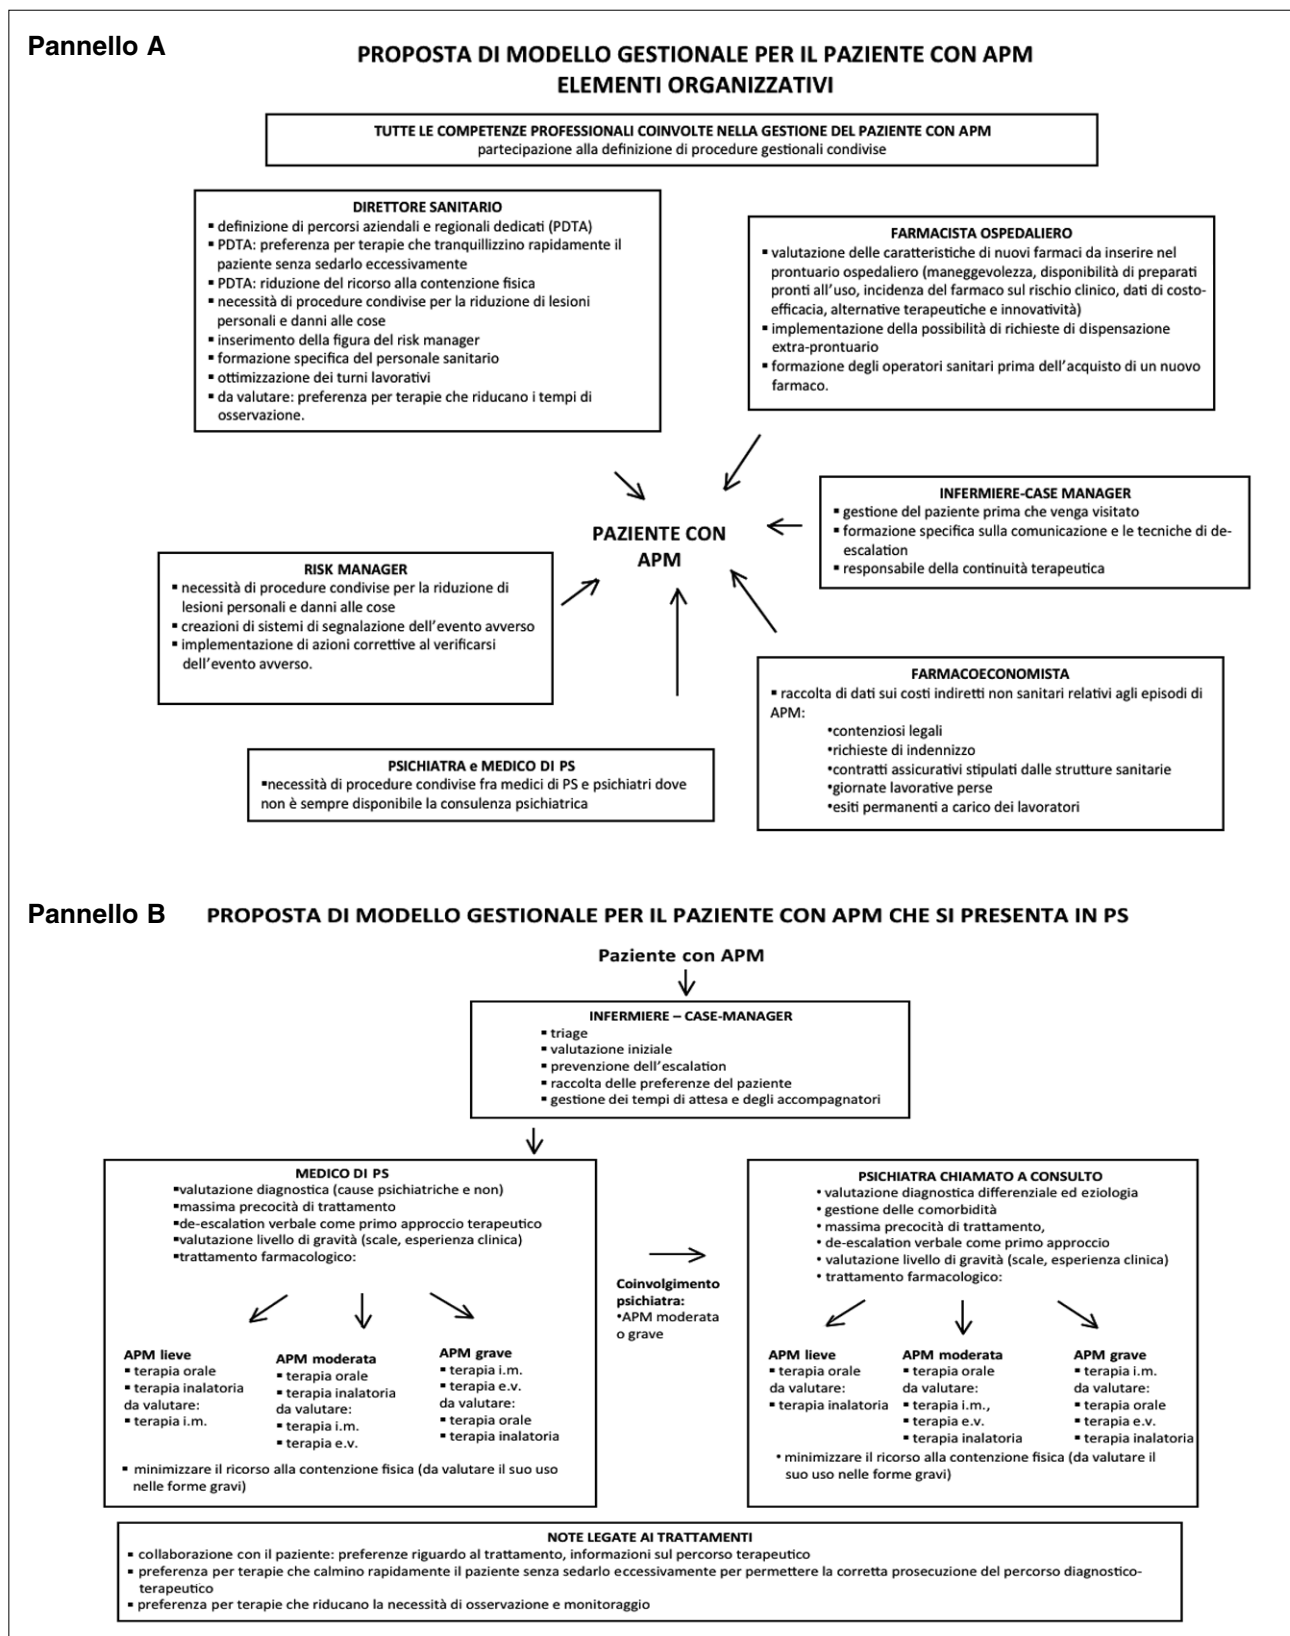 Pannello A
PROPOSTA DI MODELLO GESTIONALE PER IL PAZIENTE CON APM
ELEMENTI ORGANIZZATIVI
TUTTE LE COMPETENZE PROFESSIONALI COINVOLTE NELLA GESTIONE DEL PAZIENTE CON APM
partecipazione alla definizione di procedure gestionali condivise
DIRETTORE SANITARIO
▪ definizione di percorsi aziendali e regionali dedicati (PDTA)
▪ PDTA: preferenza per terapie che tranquillizzino rapidamente il
paziente senza sedarlo eccessivamente
▪ PDTA: riduzione del ricorso alla contenzione fisica
▪ necessità di procedure condivise per la riduzione di lesioni
personali e danni alle cose
▪ inserimento della figura del risk manager
▪ formazione specifica del personale sanitario
▪ ottimizzazione dei turni lavorativi
▪ da valutare: preferenza per terapie che riducano i tempi di
osservazione.
FARMACISTA OSPEDALIERO
▪ valutazione delle caratteristiche di nuovi farmaci da inserire nel
prontuario ospedaliero (maneggevolezza, disponibilità di preparati
pronti all'uso, incidenza del farmaco sul rischio clinico, dati di costo-
efficacia, alternative terapeutiche e innovatività)
▪ implementazione della possibilità di richieste di dispensazione
extra-prontuario
▪ formazione degli operatori sanitari prima dell'acquisto di un nuovo
farmaco.
INFERMIERE-CASE MANAGER
▪ gestione del paziente prima che venga visitato
▪ formazione specifica sulla comunicazione e le tecniche di de-
escalation
▪ responsabile della continuità terapeutica
PAZIENTE CON
APM
RISK MANAGER
▪ necessità di procedure condivise per la riduzione di
lesioni personali e danni alle cose
▪ creazioni di sistemi di segnalazione dell'evento avverso
▪ implementazione di azioni correttive al verificarsi
dell'evento avverso.
FARMACOECONOMISTA
▪ raccolta di dati sui costi indiretti non sanitari relativi agli episodi di
APM:
•contenziosi legali
•richieste di indennizzo
•contratti assicurativi stipulati dalle strutture sanitarie
•giornate lavorative perse
•esiti permanenti a carico dei lavoratori
PSICHIATRA e MEDICO DI PS
▪necessità di procedure condivise fra medici di PS e psichiatri dove
non è sempre disponibile la consulenza psichiatrica
Pannello B
PROPOSTA DI MODELLO GESTIONALE PER IL PAZIENTE CON APM CHE SI PRESENTA IN PS
Paziente con APM
INFERMIERE – CASE-MANAGER
▪ triage
▪ valutazione iniziale
▪ prevenzione dell'escalation
▪ raccolta delle preferenze del paziente
▪ gestione dei tempi di attesa e degli accompagnatori
MEDICO DI PS
▪valutazione diagnostica (cause psichiatriche e non)
▪massima precocità di trattamento
▪de-escalation verbale come primo approccio terapeutico
▪valutazione livello di gravità (scale, esperienza clinica)
▪trattamento farmacologico:
APM lieve
▪ terapia orale
▪ terapia inalatoria
da valutare:
▪ terapia i.m.
APM moderata
▪ terapia orale
▪ terapia inalatoria
da valutare:
▪ terapia i.m.
▪ terapia e.v.
APM grave
▪ terapia i.m.
▪ terapia e.v.
da valutare:
▪ terapia orale
▪ terapia inalatoria
▪ minimizzare il ricorso alla contenzione fisica (da valutare il suo uso
nelle forme gravi)
Coinvolgimento
psichiatra:
•APM moderata
o grave
PSICHIATRA CHIAMATO A CONSULTO
• valutazione diagnostica differenziale ed eziologia
• gestione delle comorbidità
• massima precocità di trattamento,
• de-escalation verbale come primo approccio
• valutazione livello di gravità (scale, esperienza clinica)
• trattamento farmacologico:
APM lieve
▪ terapia orale
da valutare:
▪ terapia inalatoria
APM moderata
▪ terapia orale
da valutare:
▪ terapia i.m.,
▪ terapia e.v.
▪ terapia inalatoria
APM grave
▪ terapia i.m.
da valutare:
▪ terapia orale
▪ terapia e.v.
▪ terapia inalatoria
• minimizzare il ricorso alla contenzione fisica (da valutare il
suo uso nelle forme gravi)
NOTE LEGATE AI TRATTAMENTI
▪ collaborazione con il paziente: preferenze riguardo al trattamento, informazioni sul percorso terapeutico
▪ preferenza per terapie che calmino rapidamente il paziente senza sedarlo eccessivamente per permettere la corretta prosecuzione del percorso diagnostico-
terapeutico
▪ preferenza per terapie che riducano la necessità di osservazione e monitoraggio